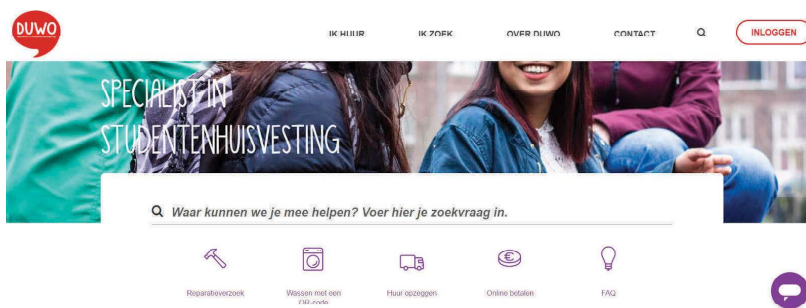 DUWO
IK HUUR IK ZOEK OVER DUWO CONTACT INLOGGEN
SPECIALIST IN
STUDENTENHUISVESTING
Waar kunnen we je mee helpen? Voer hier je zoekvraag in.
Reparatieverzoek Wassen met een Huur opzeggen Online betalen FAQ
QR-code